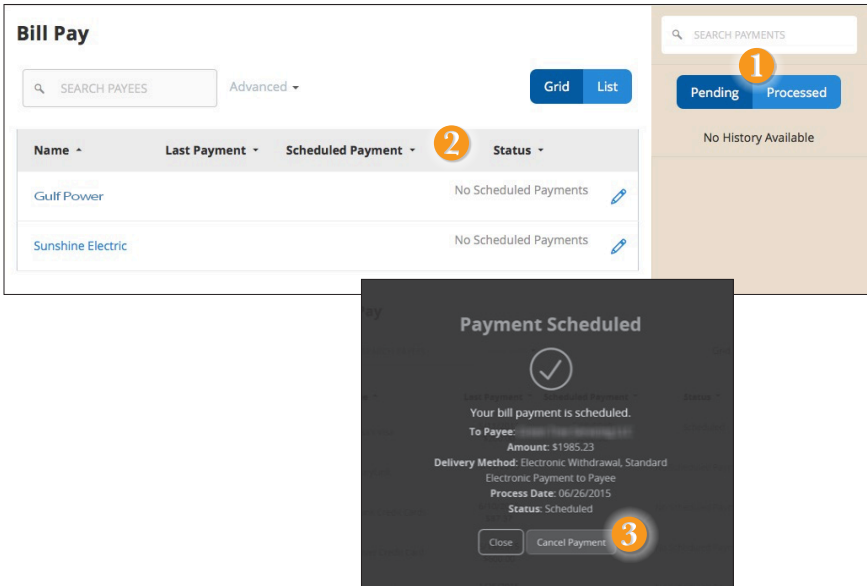 Bill Pay
SEARCH PAYEES
Advanced
Grid List
Name Last Payment Scheduled Payment 2 Status
Gulf Power No Scheduled Payments
Sunshine Electric No Scheduled Payments
SEARCH PAYMENTS
1
Pending Processed
No History Available
Payment Scheduled
Your bill payment is scheduled.
To Payee:
Amount: $1985.23
Delivery Method: Electronic Withdrawal, Standard
Electronic Payment to Payee
Process Date: 06/26/2015
Status: Scheduled
Close Cancel Payment 3